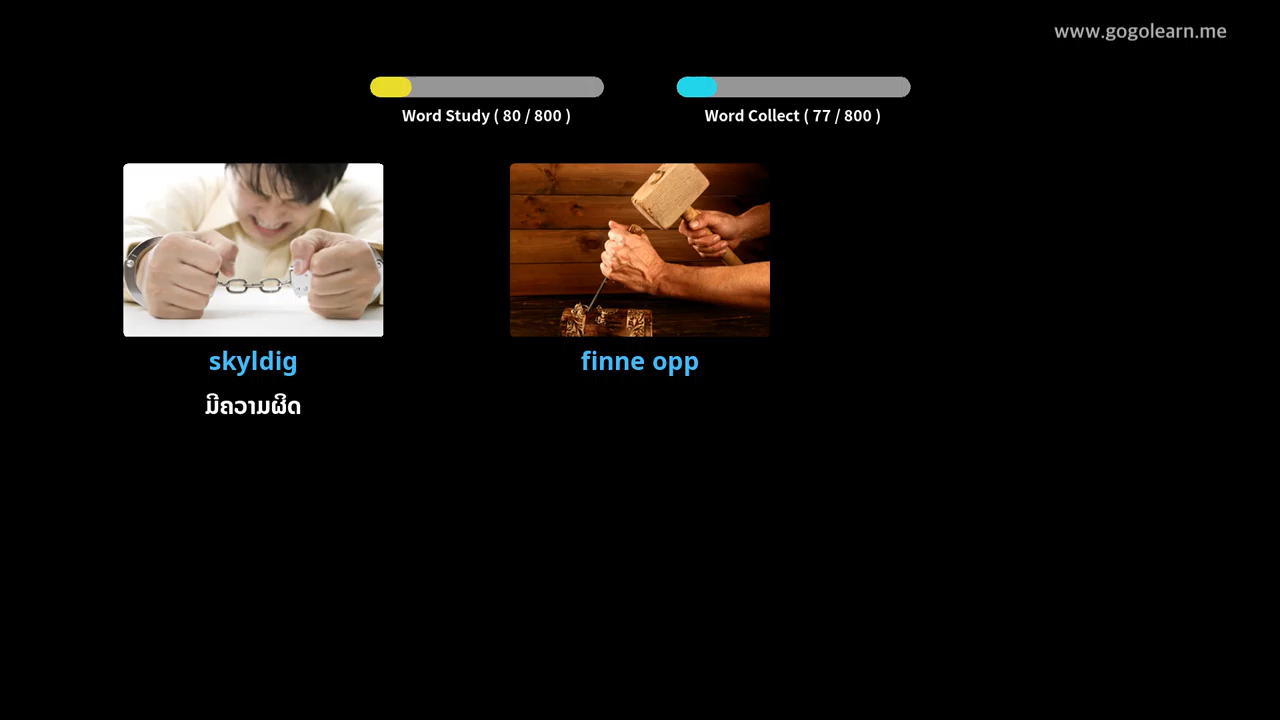 www.gogolearn.me
Word Study ( 80 / 800 )
Word Collect ( 77 / 800 )
skyldig
finne opp
ມີຄວາມຜິດ